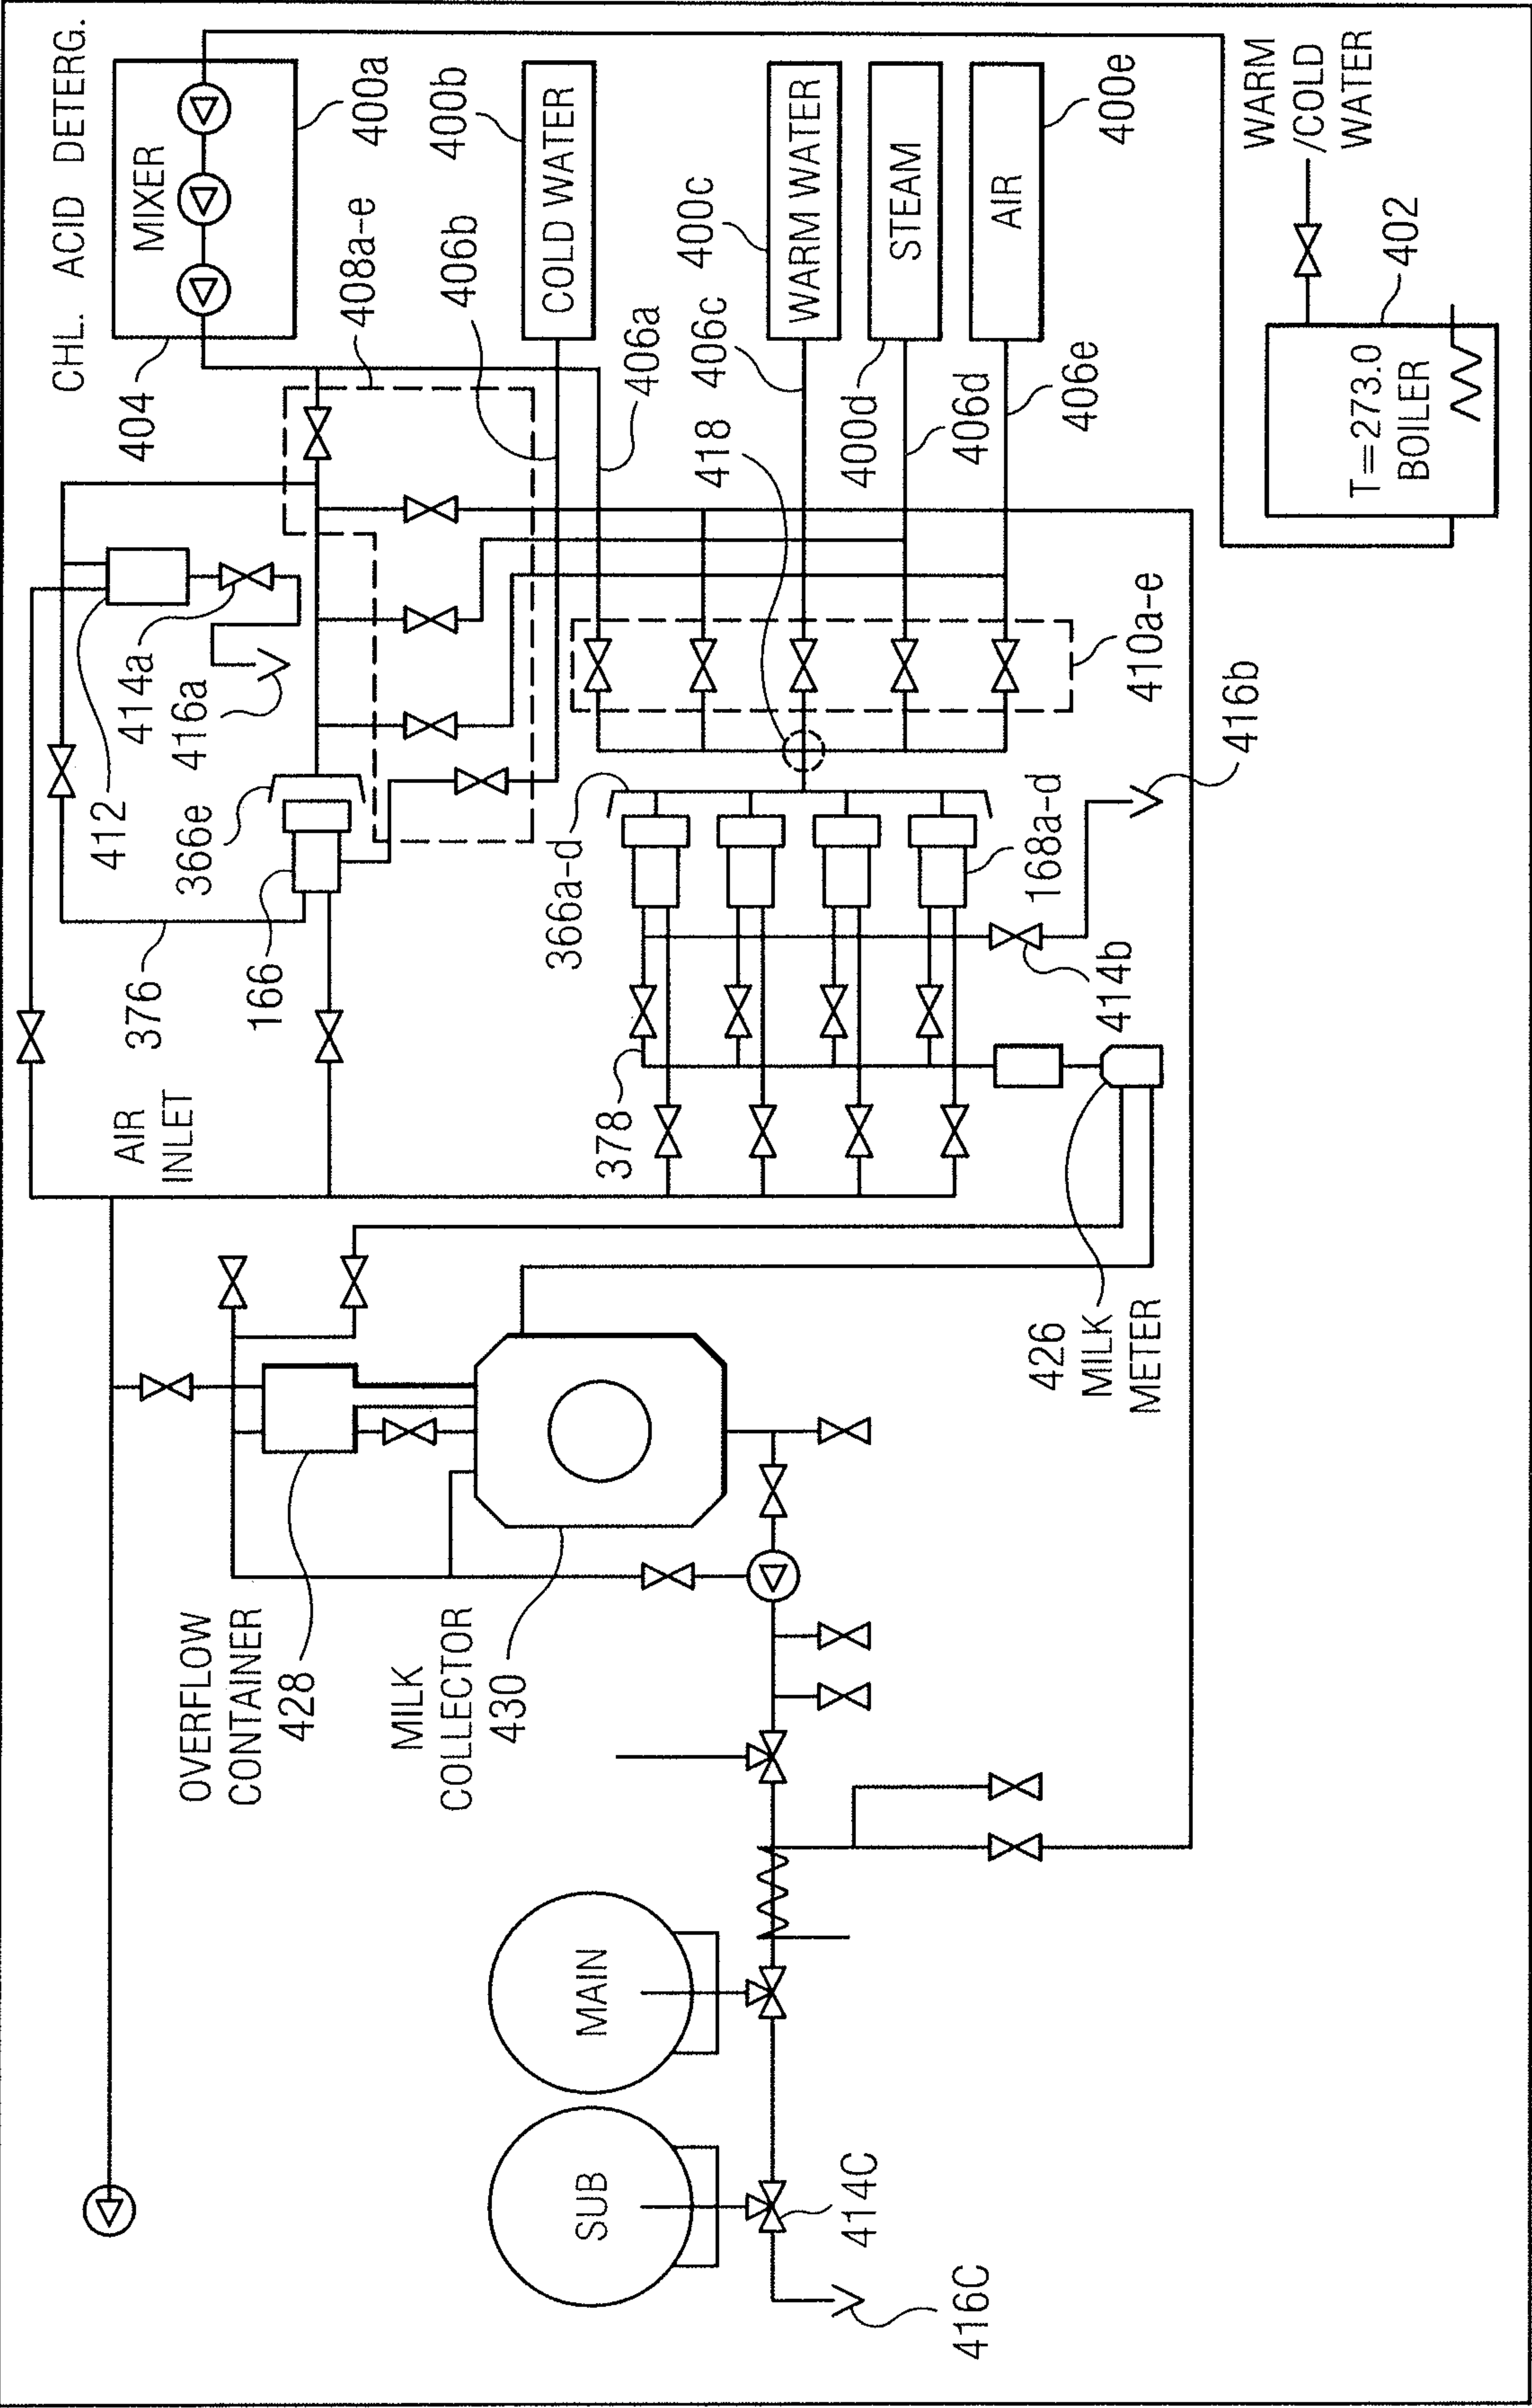 CHL. ACID DETERG.
MIXER
404
400a
408a-e
400b
406b
COLD WATER
406a
400c
406c
418
WARM WATER
400d
STEAM
406d
AIR
400e
406e
WARM
/COLD
WATER
402
T=273.0
BOILER
412
414a
416a
366e
166
376
AIR
INLET
366a-d
168a-d
410a-e
416b
414b
378
426
MILK
METER
OVERFLOW
CONTAINER
428
MILK
COLLECTOR
430
MAIN
SUB
414C
416C